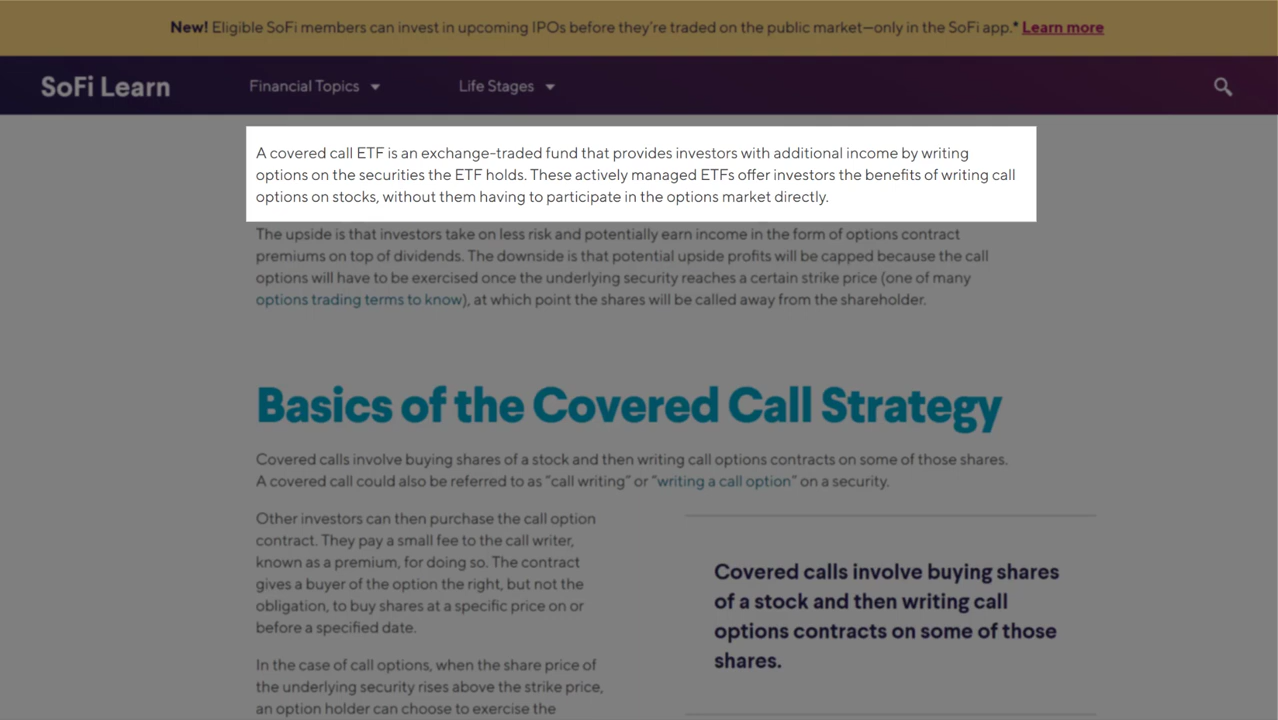 New! Eligible SoFi members can invest in upcoming IPOs before they're traded on the public market—only in the SoFi app.* Learn more
SoFi Learn
Financial Topics
Life Stages
A covered call ETF is an exchange-traded fund that provides investors with additional income by writing
options on the securities the ETF holds. These actively managed ETFs offer investors the benefits of writing call
options on stocks, without them having to participate in the options market directly.
The upside is that investors take on less risk and potentially earn income in the form of options contract
premiums on top of dividends. The downside is that potential upside profits will be capped because the call
options will have to be exercised once the underlying security reaches a certain strike price (one of many
options trading terms to know), at which point the shares will be called away from the shareholder.
Basics of the Covered Call Strategy
Covered calls involve buying shares of a stock and then writing call options contracts on some of those shares.
A covered call could also be referred to as “call writing” or “writing a call option” on a security.
Other investors can then purchase the call option
contract. They pay a small fee to the call writer,
known as a premium, for doing so. The contract
gives a buyer of the option the right, but not the
obligation, to buy shares at a specific price on or
before a specified date.
In the case of call options, when the share price of
the underlying security rises above the strike price,
an option holder can choose to exercise the
Covered calls involve buying shares
of a stock and then writing call
options contracts on some of those
shares.